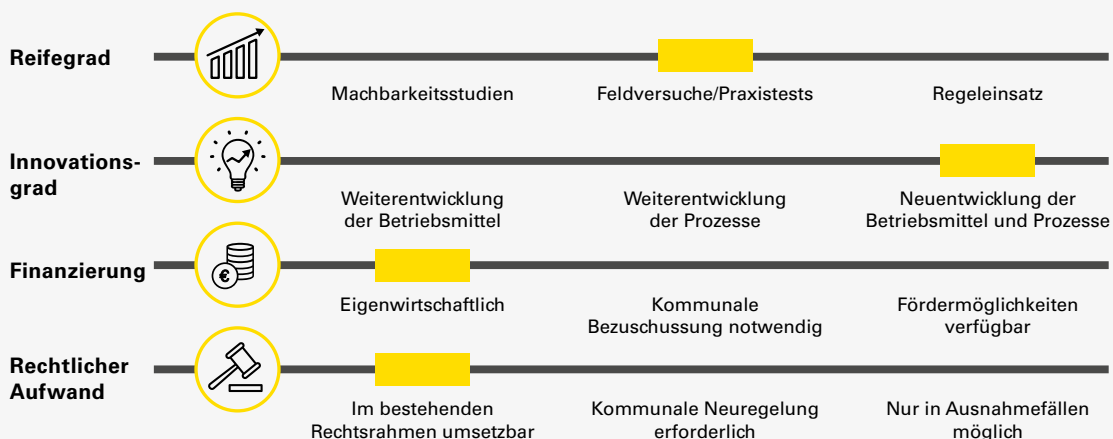 Reifegrad
Machbarkeitsstudien
Feldversuche/Praxistests
Regeleinsatz
Innovations-
grad
Weiterentwicklung
der Betriebsmittel
Weiterentwicklung
der Prozesse
Neuentwicklung der
Betriebsmittel und Prozesse
Finanzierung
€
Eigenwirtschaftlich
Kommunale
Bezuschussung notwendig
Fördermöglichkeiten
verfügbar
Rechtlicher
Aufwand
Im bestehenden
Rechtsrahmen umsetzbar
Kommunale Neuregelung
erforderlich
Nur in Ausnahmefällen
möglich